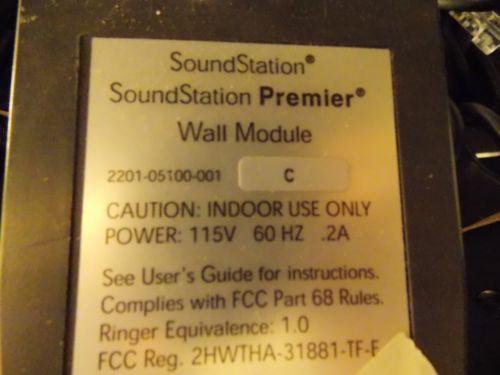 SoundStation®
SoundStation Premier®
Wall Module
2201-05100-001 C
CAUTION: INDOOR USE ONLY
POWER: 115V 60 HZ .2A
See User's Guide for instructions.
Complies with FCC Part 68 Rules.
Ringer Equivalence: 1.0
FCC Reg. 2HWTHA-31881-TF-E